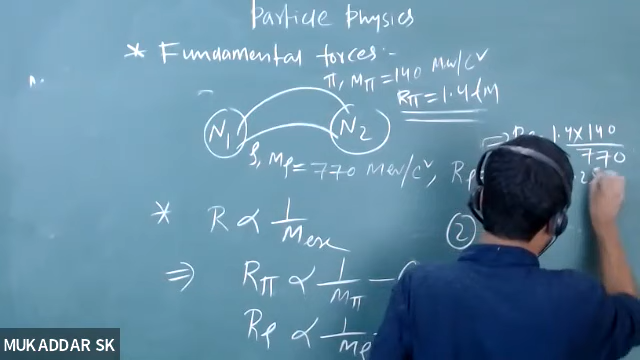 Particle physics
* Fundamental forces:-
π, Mπ = 140 Mev/c²
Rπ = 1.4 fM
N₁ N₂
ρ, Mρ = 770 Mev/c², Rρ
1.4 x 140
770
* R ∝ 1/Mex
⇒ Rπ ∝ 1/Mπ
Rρ ∝ 1/Mρ
2
MUKADDAR SK